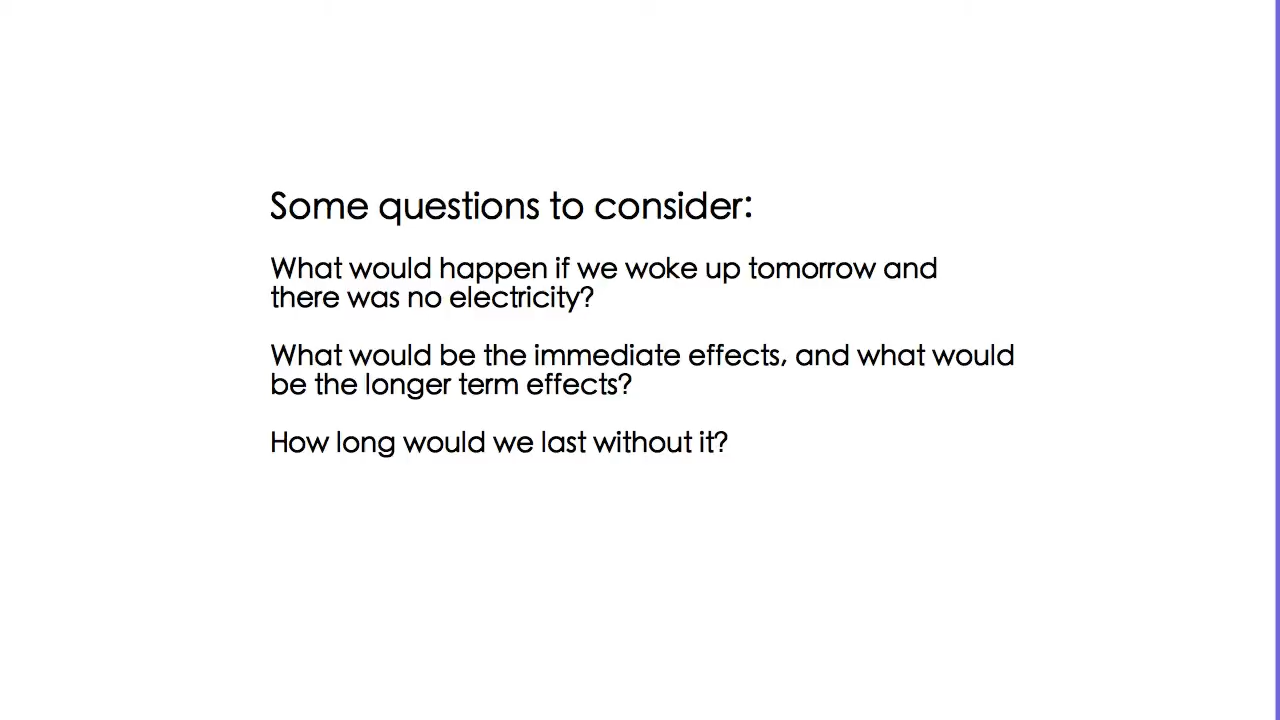 Some questions to consider:
What would happen if we woke up tomorrow and
there was no electricity?
What would be the immediate effects, and what would
be the longer term effects?
How long would we last without it?